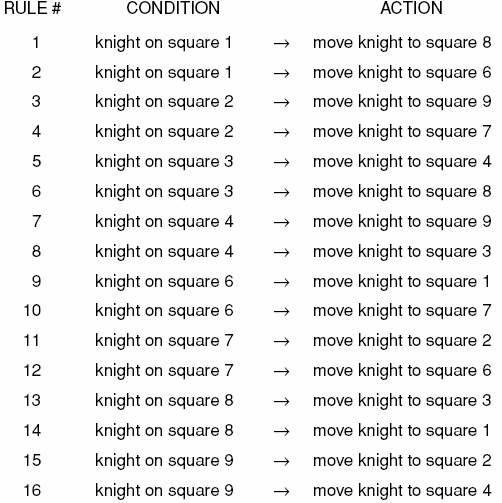 RULE # CONDITION ACTION
1 knight on square 1 → move knight to square 8
2 knight on square 1 → move knight to square 6
3 knight on square 2 → move knight to square 9
4 knight on square 2 → move knight to square 7
5 knight on square 3 → move knight to square 4
6 knight on square 3 → move knight to square 8
7 knight on square 4 → move knight to square 9
8 knight on square 4 → move knight to square 3
9 knight on square 6 → move knight to square 1
10 knight on square 6 → move knight to square 7
11 knight on square 7 → move knight to square 2
12 knight on square 7 → move knight to square 6
13 knight on square 8 → move knight to square 3
14 knight on square 8 → move knight to square 1
15 knight on square 9 → move knight to square 2
16 knight on square 9 → move knight to square 4